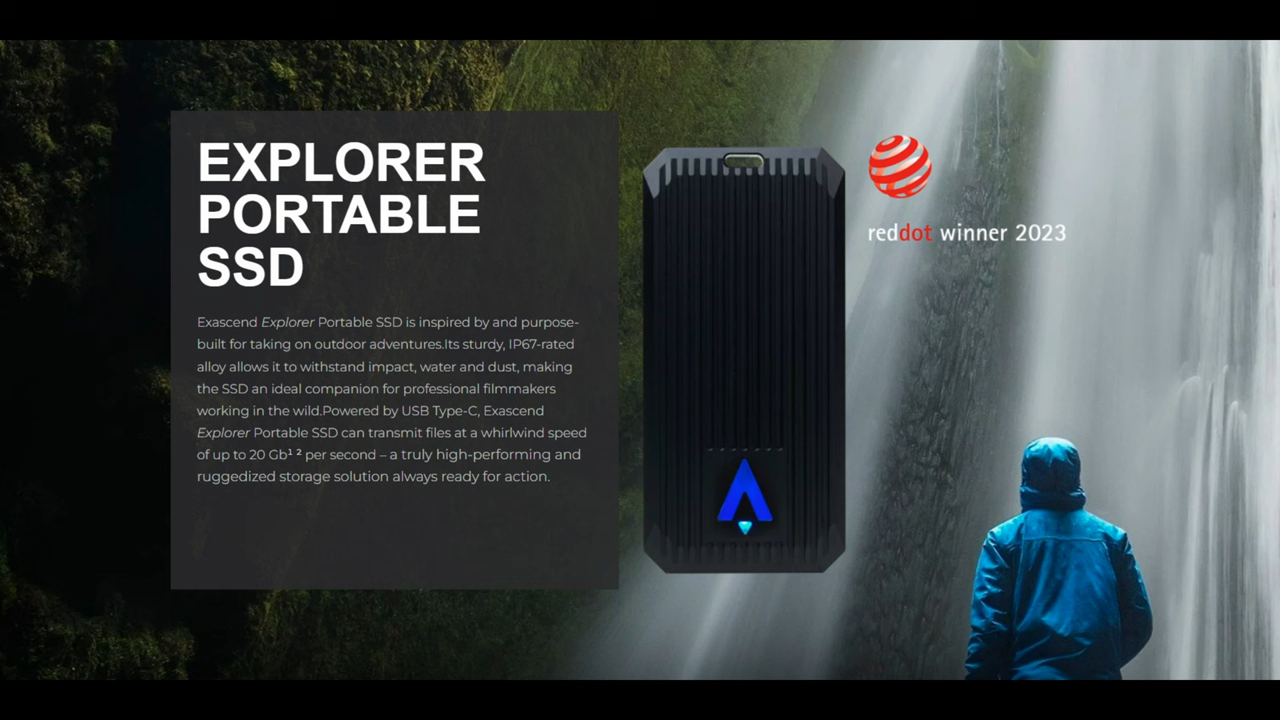 EXPLORER
PORTABLE
SSD
Exascend Explorer Portable SSD is inspired by and purpose-
built for taking on outdoor adventures.Its sturdy, IP67-rated
alloy allows it to withstand impact, water and dust, making
the SSD an ideal companion for professional filmmakers
working in the wild.Powered by USB Type-C, Exascend
Explorer Portable SSD can transmit files at a whirlwind speed
of up to 20 Gb¹ ² per second – a truly high-performing and
ruggedized storage solution always ready for action.
reddot winner 2023